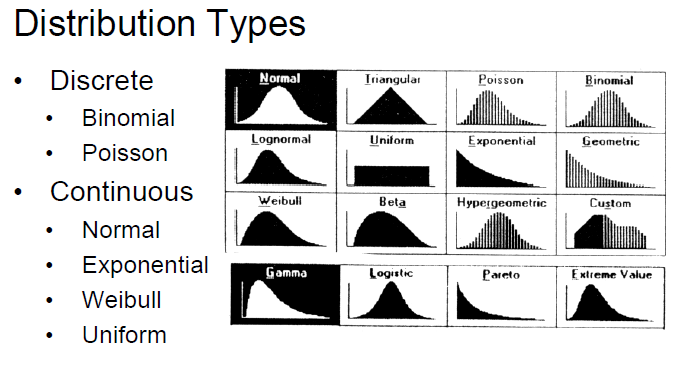 Distribution Types
• Discrete
• Binomial
• Poisson
• Continuous
• Normal
• Exponential
• Weibull
• Uniform
Normal Triangular Poisson Binomial
Lognormal Uniform Exponential Geometric
Weibull Beta Hypergeometric Custom
Gamma Logistic Pareto Extreme Value